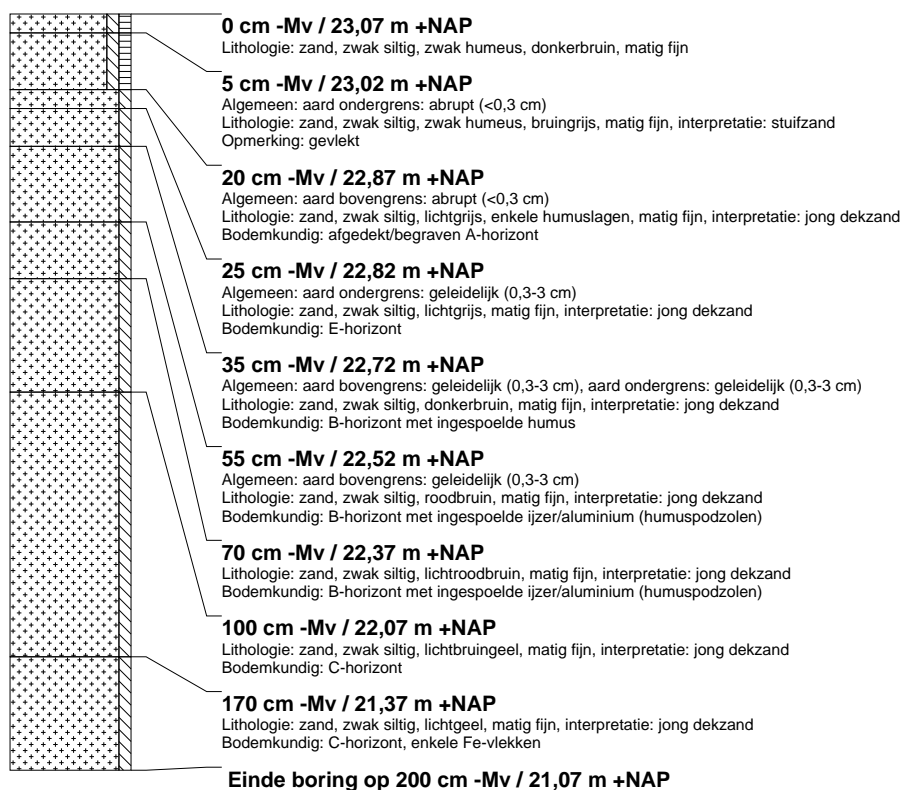 0 cm -Mv / 23,07 m +NAP
Lithologie: zand, zwak siltig, zwak humeus, donkerbruin, matig fijn
5 cm -Mv / 23,02 m +NAP
Algemeen: aard ondergrens: abrupt (<0,3 cm)
Lithologie: zand, zwak siltig, zwak humeus, bruingrijs, matig fijn, interpretatie: stuifzand
Opmerking: gevlekt
20 cm -Mv / 22,87 m +NAP
Algemeen: aard bovengrens: abrupt (<0,3 cm)
Lithologie: zand, zwak siltig, lichtgrijs, enkele humuslagen, matig fijn, interpretatie: jong dekzand
Bodemkundig: afgedekt/begraven A-horizont
25 cm -Mv / 22,82 m +NAP
Algemeen: aard ondergrens: geleidelijk (0,3-3 cm)
Lithologie: zand, zwak siltig, lichtgrijs, matig fijn, interpretatie: jong dekzand
Bodemkundig: E-horizont
35 cm -Mv / 22,72 m +NAP
Algemeen: aard bovengrens: geleidelijk (0,3-3 cm), aard ondergrens: geleidelijk (0,3-3 cm)
Lithologie: zand, zwak siltig, donkerbruin, matig fijn, interpretatie: jong dekzand
Bodemkundig: B-horizont met ingespoelde humus
55 cm -Mv / 22,52 m +NAP
Algemeen: aard bovengrens: geleidelijk (0,3-3 cm)
Lithologie: zand, zwak siltig, roodbruin, matig fijn, interpretatie: jong dekzand
Bodemkundig: B-horizont met ingespoelde ijzer/aluminium (humuspodzolen)
70 cm -Mv / 22,37 m +NAP
Lithologie: zand, zwak siltig, lichtroodbruin, matig fijn, interpretatie: jong dekzand
Bodemkundig: B-horizont met ingespoelde ijzer/aluminium (humuspodzolen)
100 cm -Mv / 22,07 m +NAP
Lithologie: zand, zwak siltig, lichtbruingeel, matig fijn, interpretatie: jong dekzand
Bodemkundig: C-horizont
170 cm -Mv / 21,37 m +NAP
Lithologie: zand, zwak siltig, lichtgeel, matig fijn, interpretatie: jong dekzand
Bodemkundig: C-horizont, enkele Fe-vlekken
Einde boring op 200 cm -Mv / 21,07 m +NAP